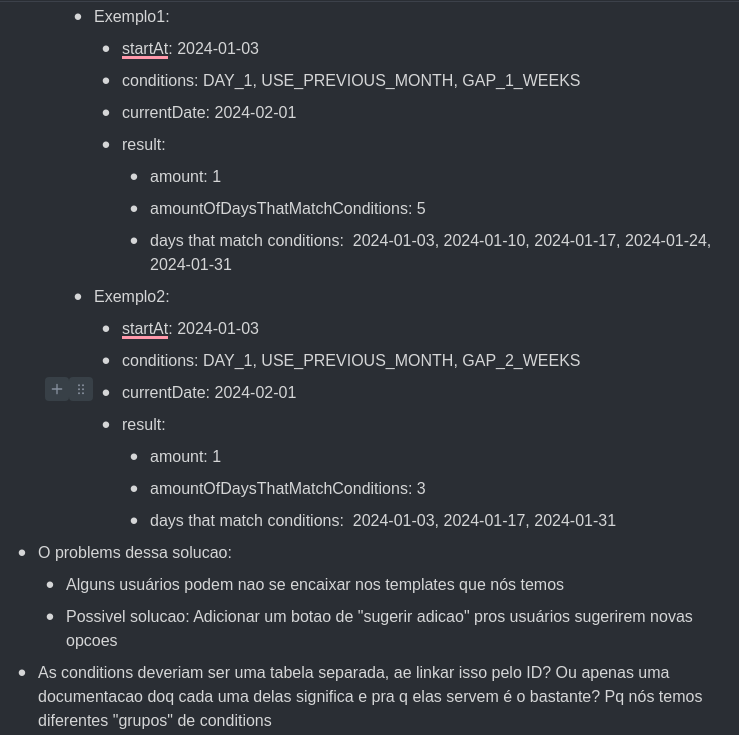 Exemplo1:
startAt: 2024-01-03
conditions: DAY_1, USE_PREVIOUS_MONTH, GAP_1_WEEKS
currentDate: 2024-02-01
result:
amount: 1
amountOfDaysThatMatchConditions: 5
days that match conditions:  2024-01-03, 2024-01-10, 2024-01-17, 2024-01-24,
2024-01-31
Exemplo2:
startAt: 2024-01-03
conditions: DAY_1, USE_PREVIOUS_MONTH, GAP_2_WEEKS
currentDate: 2024-02-01
result:
amount: 1
amountOfDaysThatMatchConditions: 3
days that match conditions:  2024-01-03, 2024-01-17, 2024-01-31
O problems dessa solucao:
Alguns usuários podem nao se encaixar nos templates que nós temos
Possivel solucao: Adicionar um botao de "sugerir adicao" pros usuários sugerirem novas
opcoes
As conditions deveriam ser uma tabela separada, ae linkar isso pelo ID? Ou apenas uma
documentacao doq cada uma delas significa e pra q elas servem é o bastante? Pq nós temos
diferentes "grupos" de conditions